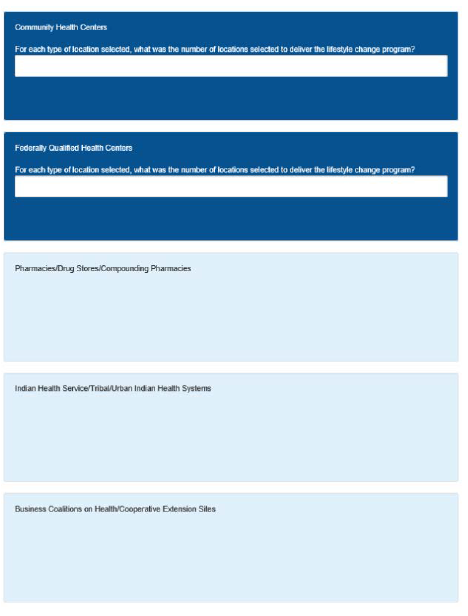 Community Health Centers
For each type of location selected, what was the number of locations selected to deliver the lifestyle change program?
Federally Qualified Health Centers
For each type of location selected, what was the number of locations selected to deliver the lifestyle change program?
Pharmacies/Drug Stores/Compounding Pharmacies
Indian Health Service/Tribal/Urban Indian Health Systems
Business Coalitions on Health/Cooperative Extension Sites